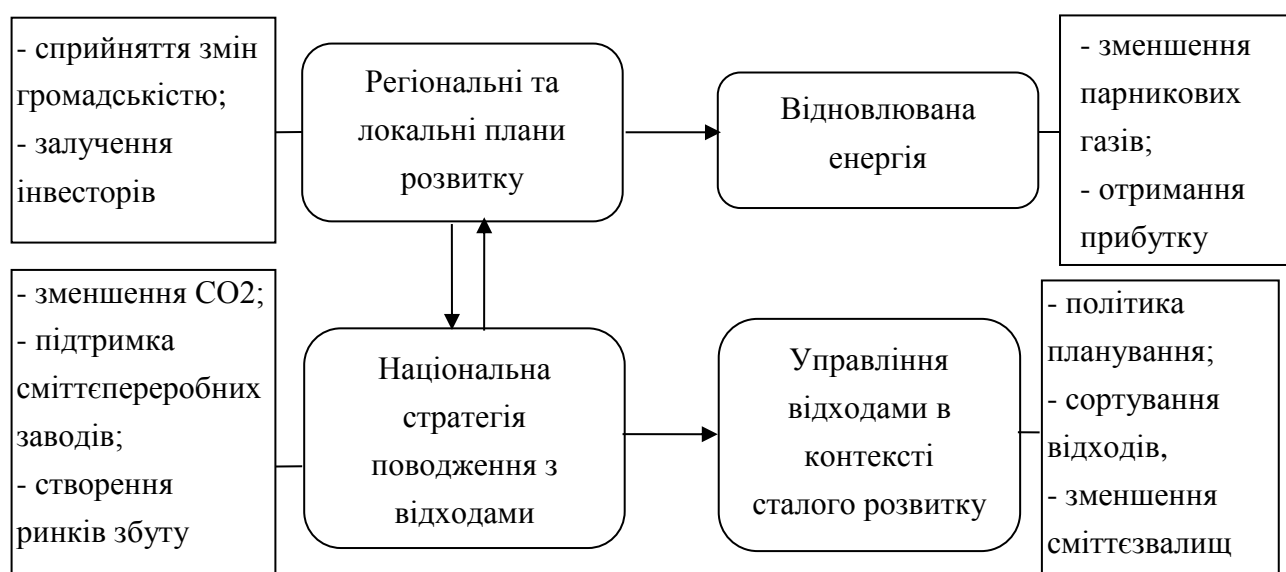 - сприйняття змін
громадськістю;
- залучення
інвесторів
Регіональні та
локальні плани
розвитку
Відновлювана
енергія
- зменшення
парникових
газів;
- отримання
прибутку
- зменшення СО2;
- підтримка
сміттєпереробних
заводів;
- створення
ринків збуту
Національна
стратегія
поводження з
відходами
Управління
відходами в
контексті
сталого розвитку
- політика
планування;
- сортування
відходів,
- зменшення
сміттєзвалищ